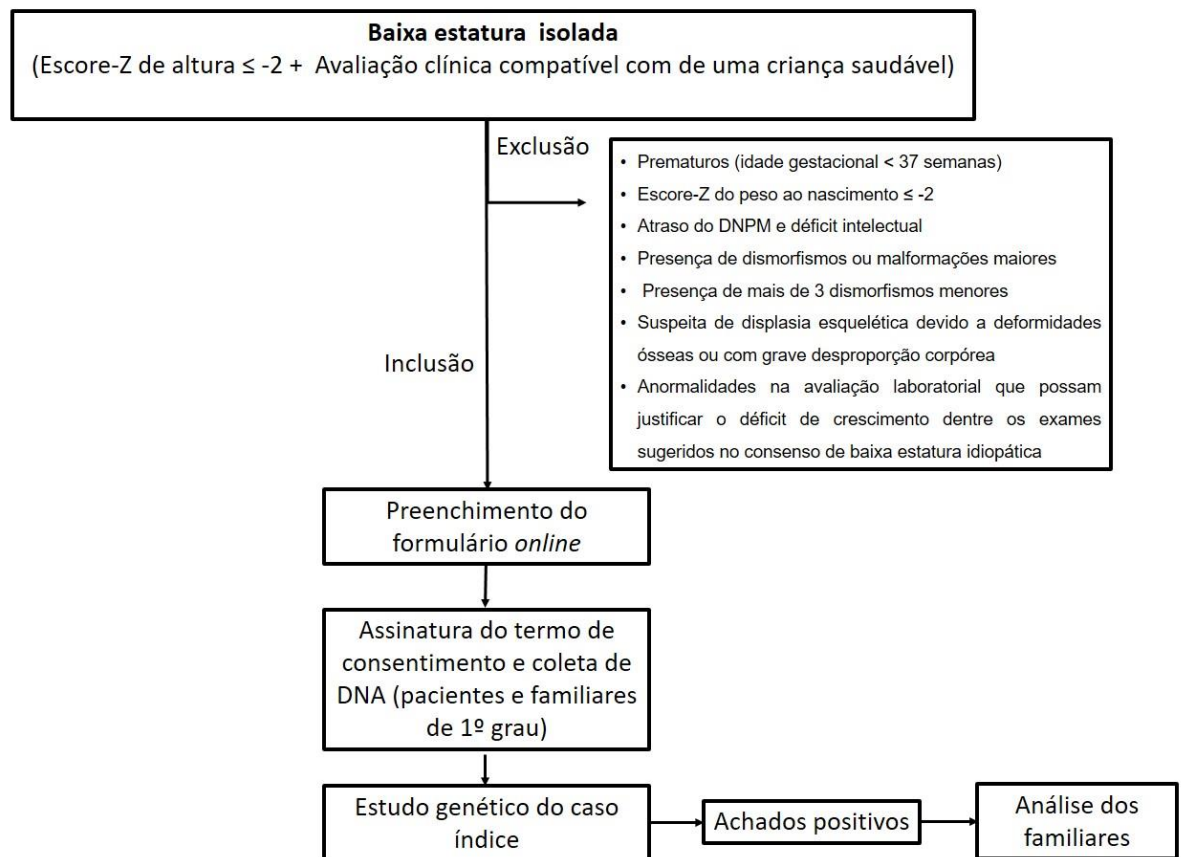 Baixa estatura isolada
(Escore-Z de altura ≤ -2 + Avaliação clínica compatível com de uma criança saudável)
Exclusão
• Prematuros (idade gestacional < 37 semanas)
• Escore-Z do peso ao nascimento ≤ -2
• Atraso do DNPM e déficit intelectual
• Presença de dismorfismos ou malformações maiores
• Presença de mais de 3 dismorfismos menores
• Suspeita de displasia esquelética devido a deformidades
ósseas ou com grave desproporção corpórea
• Anormalidades na avaliação laboratorial que possam
justificar o déficit de crescimento dentre os exames
sugeridos no consenso de baixa estatura idiopática
Inclusão
Preenchimento do
formulário online
Assinatura do termo de
consentimento e coleta de
DNA (pacientes e familiares
de 1º grau)
Estudo genético do caso
índice
Achados positivos
Análise dos
familiares